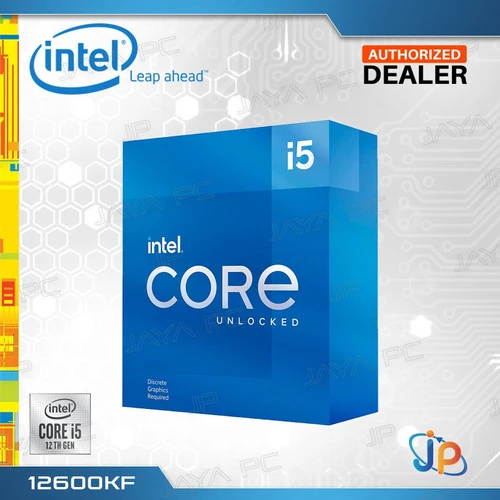 intel
Leap ahead™
AUTHORIZED
DEALER
i5
intel.
CORE
UNLOCKED
Discrete
Graphics
Required
intel
CORE i5
12TH GEN
JP
12600KF
JAYA PC